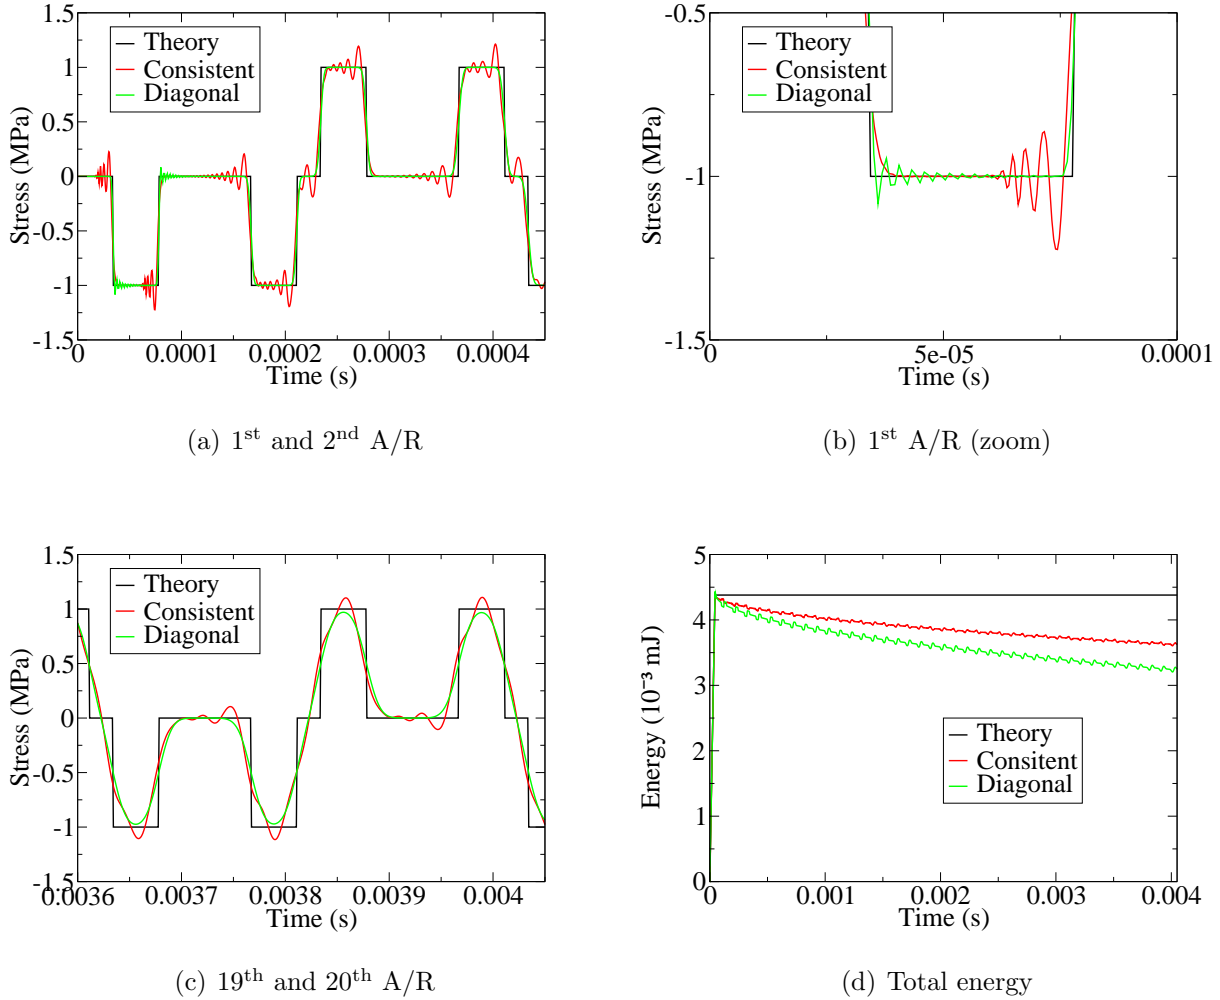 1.5
1
0.5
0
-0.5
-1
-1.5
Stress (MPa)
Theory
Consistent
Diagonal
0 0.0001 0.0002 0.0003 0.0004
Time (s)
(a) 1st and 2nd A/R
-0.5
-1
-1.5
Stress (MPa)
Theory
Consistent
Diagonal
0 5e-05 0.0001
Time (s)
(b) 1st A/R (zoom)
1.5
1
0.5
0
-0.5
-1
-1.5
Stress (MPa)
Theory
Consistent
Diagonal
0.0036 0.0037 0.0038 0.0039 0.004
Time (s)
(c) 19th and 20th A/R
5
4
3
2
1
0
Energy (10⁻³ mJ)
Theory
Consitent
Diagonal
0 0.001 0.002 0.003 0.004
Time (s)
(d) Total energy